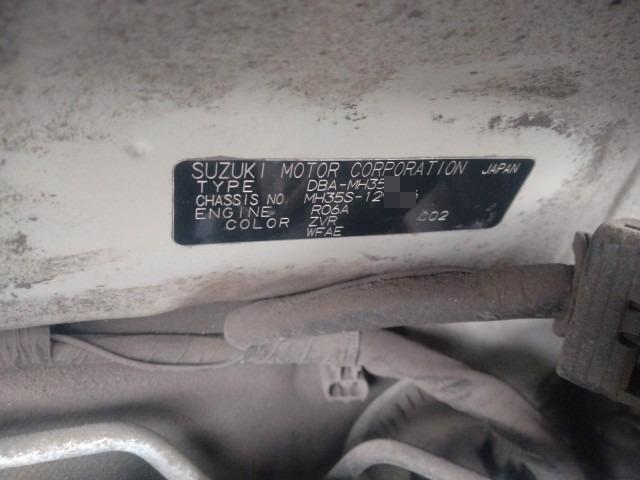 SUZUKI MOTOR CORPORATION JAPAN
TYPE DBA-MH35
CHASSIS NO. MH35S-12
ENGINE R06A C02
COLOR ZVR
WFAE